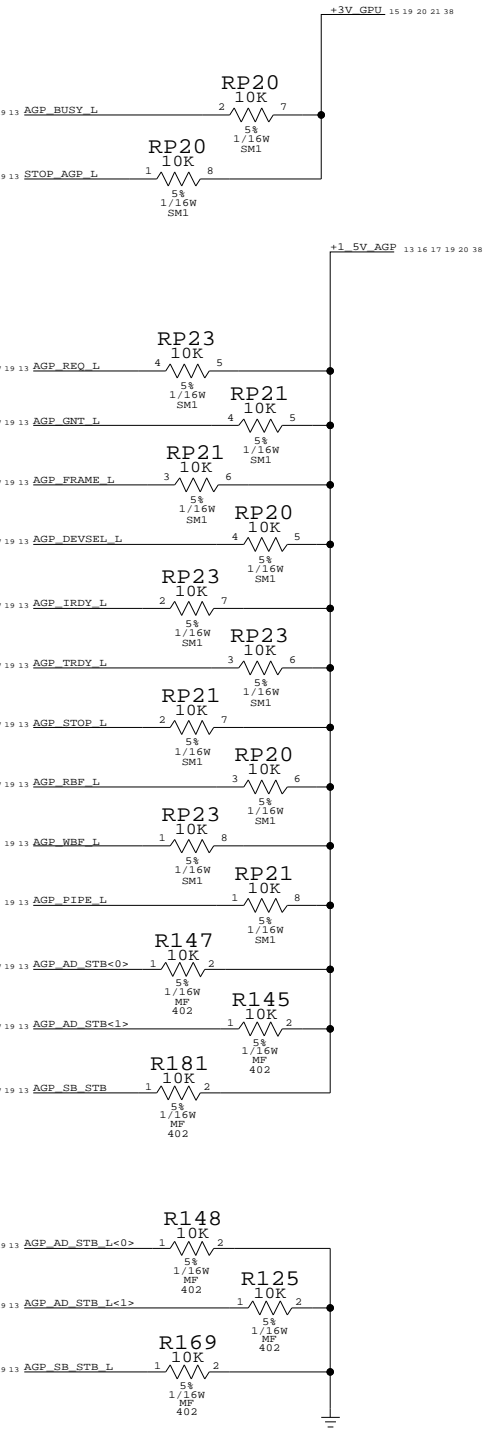 +3V_GPU 15 19 20 21 38
RP20
10K
9 13 AGP_BUSY_L 2 7
5%
1/16W
SM1
RP20
10K
9 13 STOP_AGP_L 1 8
5%
1/16W
SM1
+1_5V_AGP 13 16 17 19 20 38
RP23
10K
19 13 AGP_REQ_L 4 5
5%
1/16W
SM1
RP21
10K
19 13 AGP_GNT_L 4 5
5%
1/16W
SM1
RP21
10K
19 13 AGP_FRAME_L 3 6
5%
1/16W
SM1
RP20
10K
19 13 AGP_DEVSEL_L 4 5
5%
1/16W
SM1
RP23
10K
19 13 AGP_IRDY_L 2 7
5%
1/16W
SM1
RP23
10K
19 13 AGP_TRDY_L 3 6
5%
1/16W
SM1
RP21
10K
19 13 AGP_STOP_L 2 7
5%
1/16W
SM1
RP20
10K
19 13 AGP_RBF_L 3 6
5%
1/16W
SM1
RP23
10K
19 13 AGP_WBF_L 1 8
5%
1/16W
SM1
RP21
10K
19 13 AGP_PIPE_L 1 8
5%
1/16W
SM1
R147
10K
19 13 AGP_AD_STB<0> 1 2
5%
1/16W
MF
402
R145
10K
19 13 AGP_AD_STB<1> 1 2
5%
1/16W
MF
402
R181
10K
19 13 AGP_SB_STB 1 2
5%
1/16W
MF
402
R148
10K
9 13 AGP_AD_STB_L<0> 1 2
5%
1/16W
MF
402
R125
10K
9 13 AGP_AD_STB_L<1> 1 2
5%
1/16W
MF
402
R169
10K
9 13 AGP_SB_STB_L 1 2
5%
1/16W
MF
402